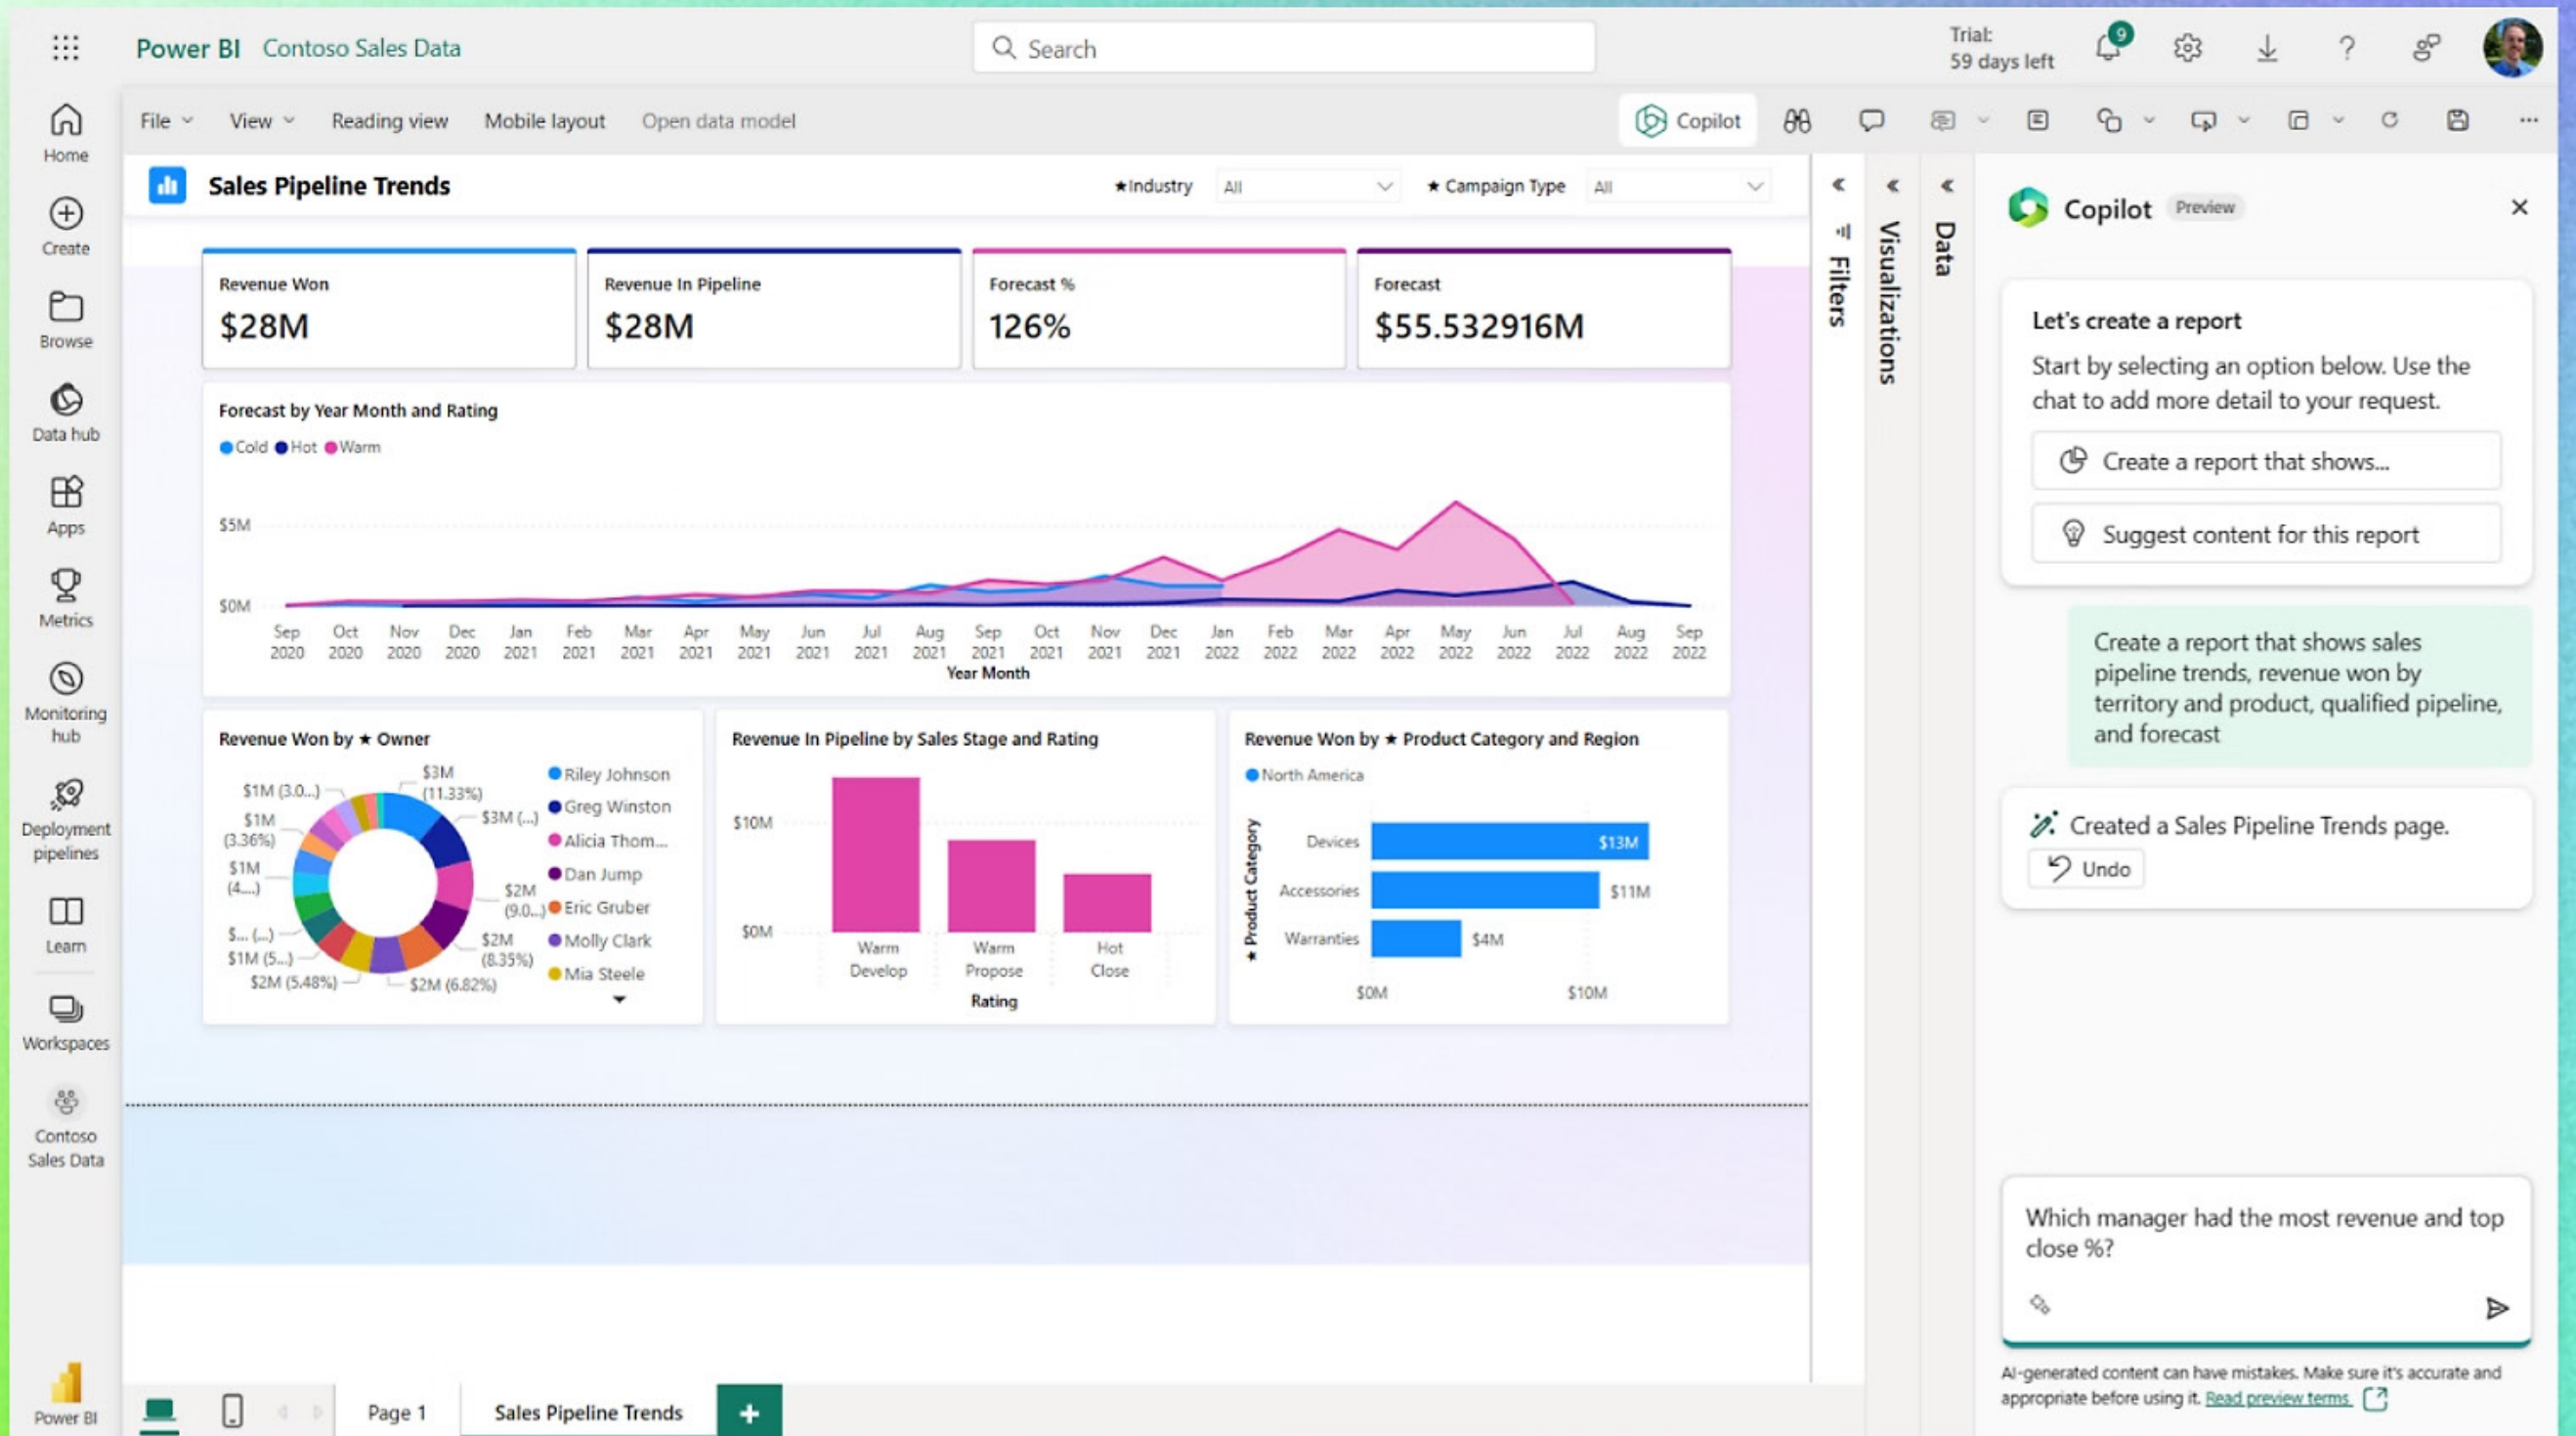 Power BI Contoso Sales Data
Search
Trial:
59 days left
9
Home
Create
Browse
Data hub
Apps
Metrics
Monitoring
hub
Deployment
pipelines
Learn
Workspaces
Contoso
Sales Data
Power BI
File View Reading view Mobile layout Open data model
Copilot
Sales Pipeline Trends
★Industry All ★ Campaign Type All
Revenue Won
$28M
Revenue In Pipeline
$28M
Forecast %
126%
Forecast
$55.532916M
Forecast by Year Month and Rating
Cold Hot Warm
$5M
$0M
Sep Oct Nov Dec Jan Feb Mar Apr May Jun Jul Aug Sep Oct Nov Dec Jan Feb Mar Apr May Jun Jul Aug Sep
2020 2020 2020 2020 2021 2021 2021 2021 2021 2021 2021 2021 2021 2021 2021 2021 2022 2022 2022 2022 2022 2022 2022 2022 2022
Year Month
Revenue Won by ★ Owner
$3M
(11.33%)
$3M (...)
$2M
(9.0...)
$2M
(8.35%)
$2M (6.82%)
$2M (5.48%)
$1M (5...)
$... (...)
$1M
(4....)
$1M
(3.36%)
$1M (3.0...)
Riley Johnson
Greg Winston
Alicia Thom...
Dan Jump
Eric Gruber
Molly Clark
Mia Steele
Revenue In Pipeline by Sales Stage and Rating
$10M
$0M
Warm Warm Hot
Develop Propose Close
Rating
Revenue Won by ★ Product Category and Region
North America
★ Product Category
Devices $13M
Accessories $11M
Warranties $4M
$0M $10M
Filters
Visualizations
Data
Copilot Preview
Let's create a report
Start by selecting an option below. Use the
chat to add more detail to your request.
Create a report that shows...
Suggest content for this report
Create a report that shows sales
pipeline trends, revenue won by
territory and product, qualified pipeline,
and forecast
Created a Sales Pipeline Trends page.
Undo
Which manager had the most revenue and top
close %?
AI-generated content can have mistakes. Make sure it's accurate and
appropriate before using it. Read preview terms
Page 1 Sales Pipeline Trends +